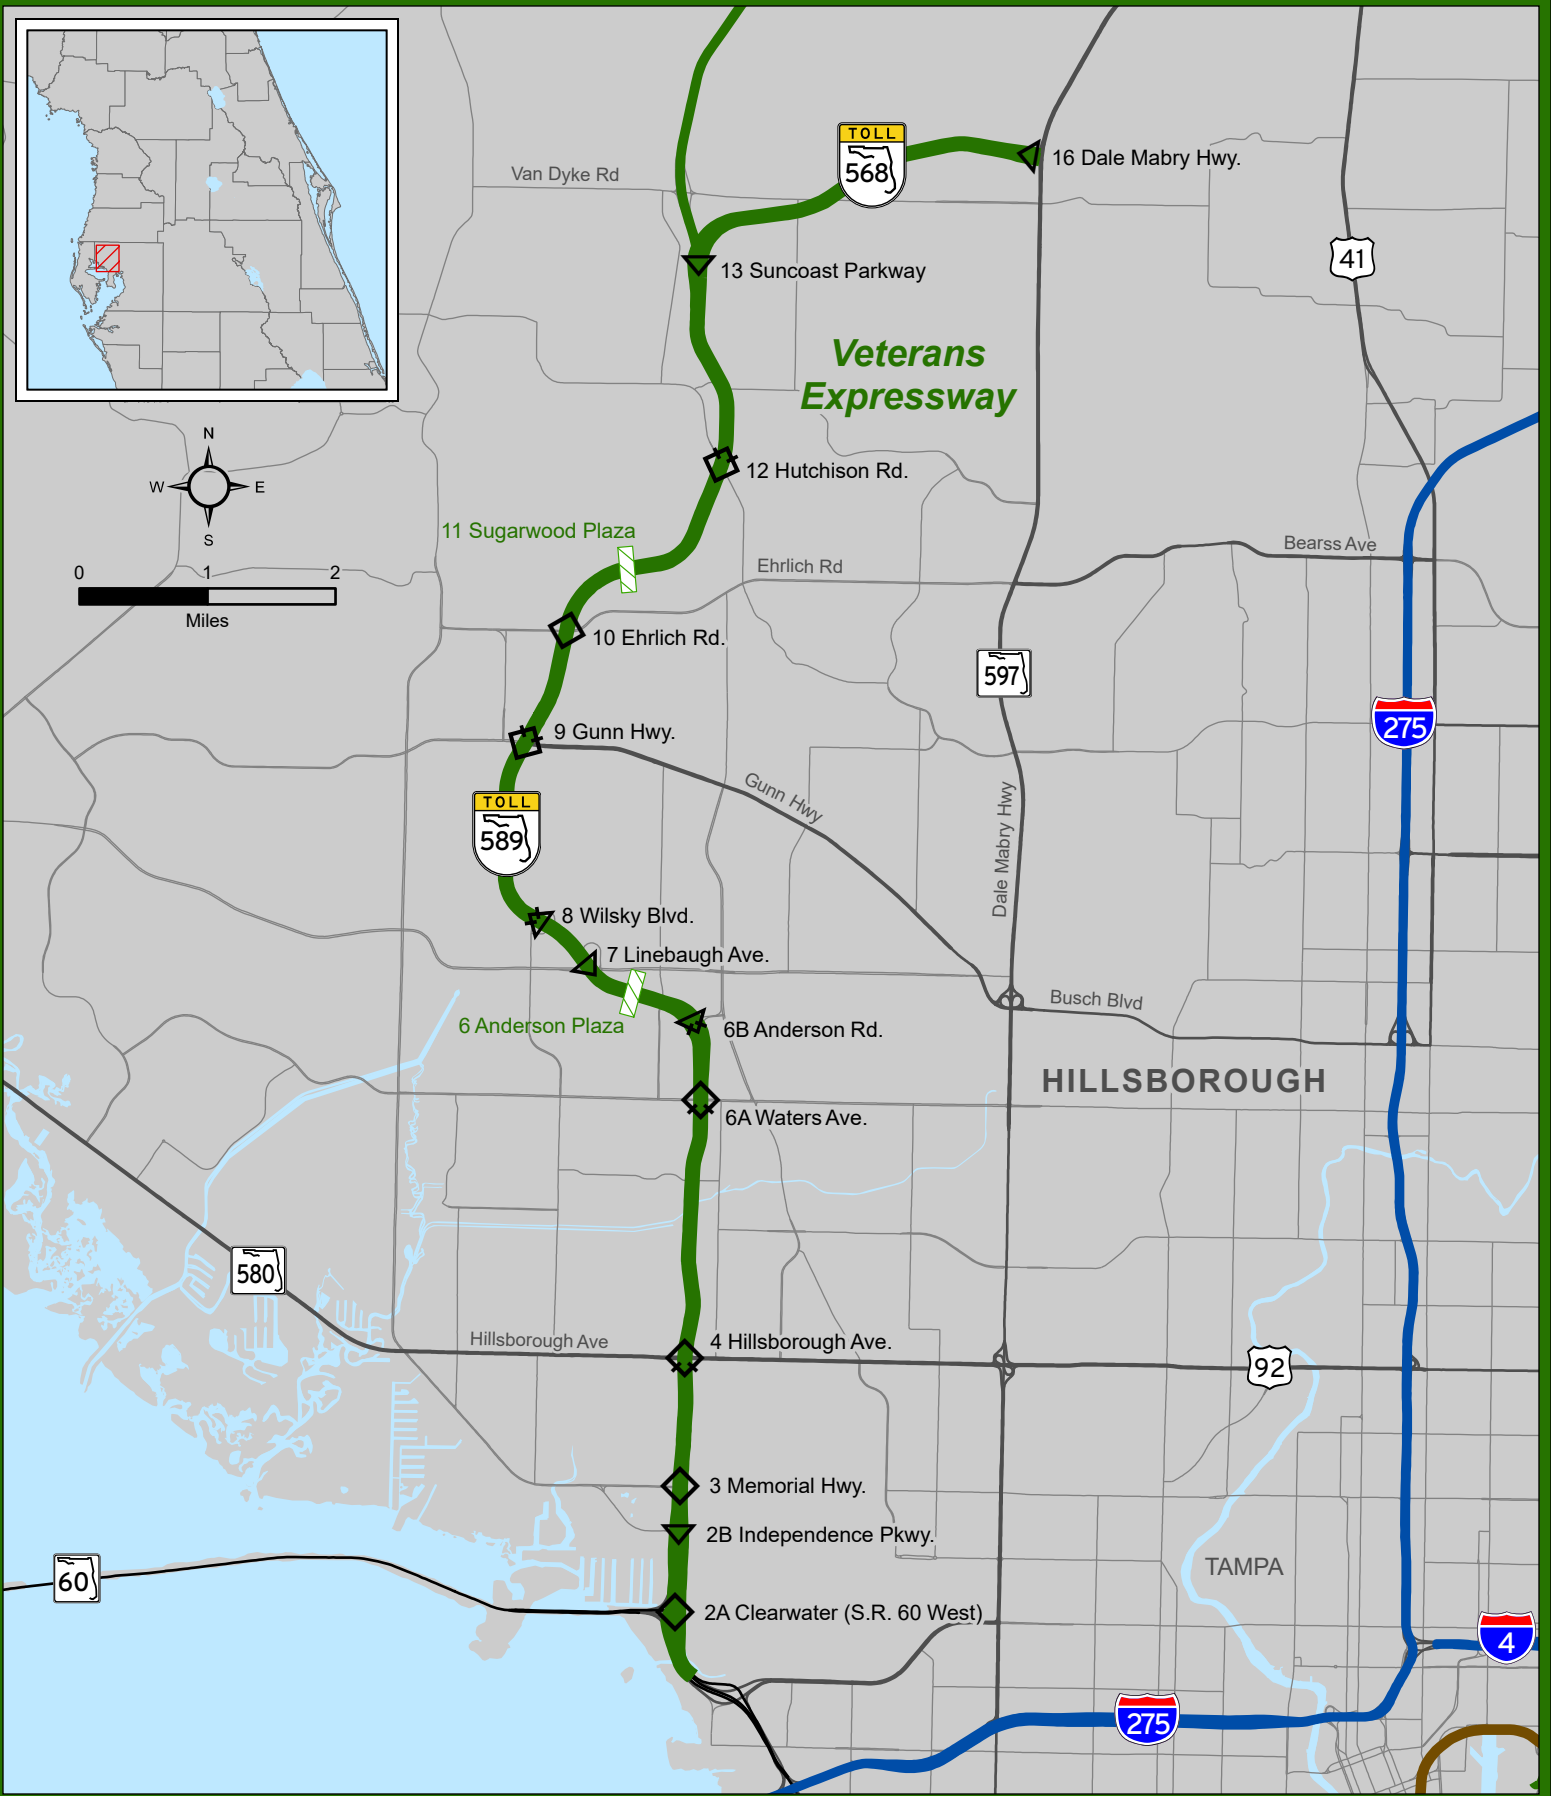 TOLL
568
16 Dale Mabry Hwy.
Van Dyke Rd
41
13 Suncoast Parkway
Veterans
Expressway
N
W
E
S
12 Hutchison Rd.
11 Sugarwood Plaza
Bearss Ave
Ehrlich Rd
0
1
2
Miles
10 Ehrlich Rd.
597
275
9 Gunn Hwy.
Gunn Hwy
TOLL
589
Dale Mabry Hwy
8 Wilsky Blvd.
7 Linebaugh Ave.
Busch Blvd
6 Anderson Plaza
6B Anderson Rd.
HILLSBOROUGH
6A Waters Ave.
580
Hillsborough Ave
4 Hillsborough Ave.
92
3 Memorial Hwy.
2B Independence Pkwy.
TAMPA
60
2A Clearwater (S.R. 60 West)
4
275